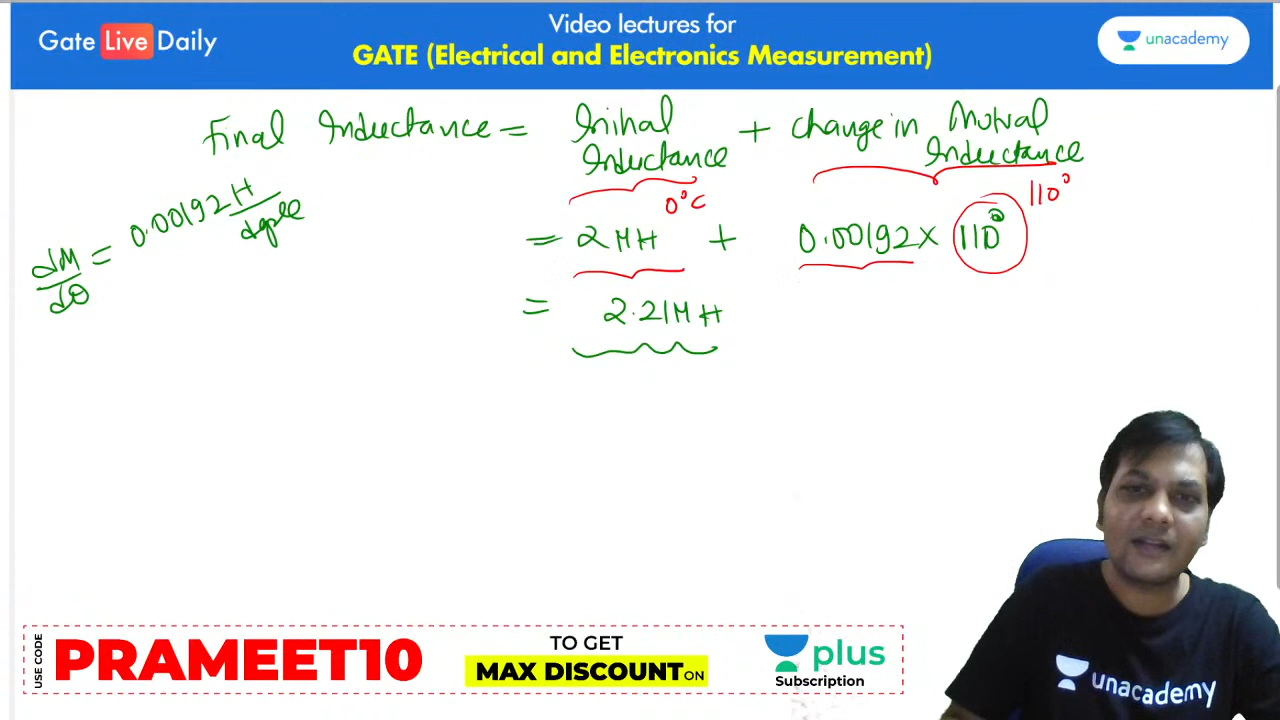 Gate Live Daily
Video lectures for
GATE (Electrical and Electronics Measurement)
unacademy
Final Inductance = Initial Inductance + change in Mutual Inductance
0°C
110°
dM/dθ = 0.00192 H/degree
= 2 MH + 0.00192 × 110°
= 2.21 MH
USE CODE
PRAMEET10
TO GET
MAX DISCOUNT ON
plus
Subscription
unacademy